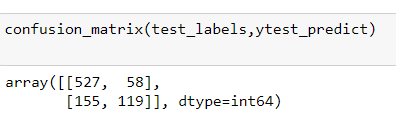 confusion_matrix(test_labels,ytest_predict)
array([[527,  58],
       [155, 119]], dtype=int64)